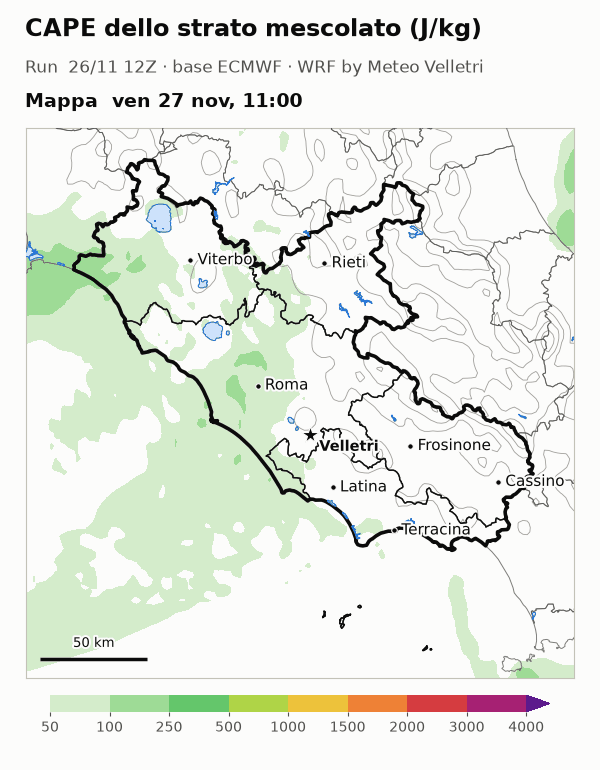 CAPE dello strato mescolato (J/kg)
Run  26/11 12Z · base ECMWF · WRF by Meteo Velletri
Mappa  ven 27 nov, 11:00
Viterbo
Rieti
Roma
Velletri
Frosinone
Cassino
Latina
Terracina
50 km
50 100 250 500 1000 1500 2000 3000 4000